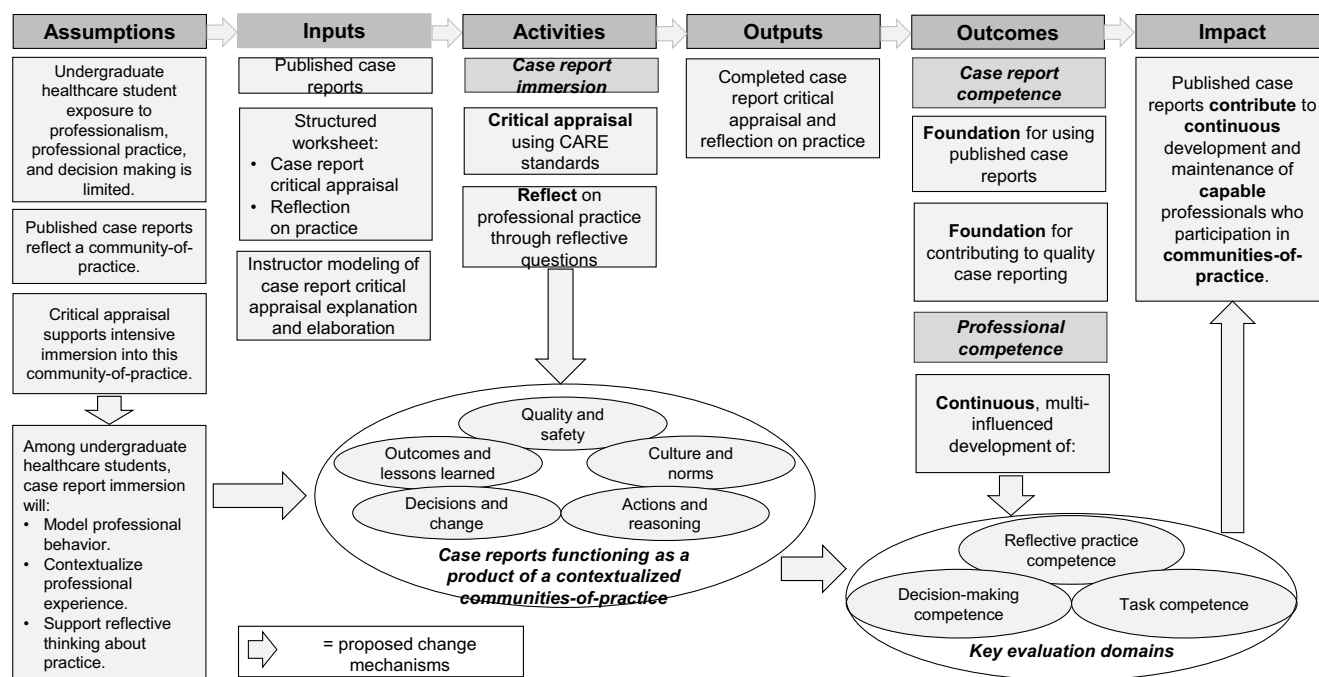 Assumptions
Inputs
Activities
Outputs
Outcomes
Impact
Undergraduate
healthcare student
exposure to
professionalism,
professional practice,
and decision making is
limited.
Published case reports
reflect a community-of-
practice.
Critical appraisal
supports intensive
immersion into this
community-of-practice.
Among undergraduate
healthcare students,
case report immersion
will:
• Model professional
behavior.
• Contextualize
professional
experience.
• Support reflective
thinking about
practice.
Published case
reports
Structured
worksheet:
• Case report
critical appraisal
• Reflection
on practice
Instructor modeling of
case report critical
appraisal explanation
and elaboration
Case report
immersion
Critical appraisal
using CARE
standards
Reflect on
professional practice
through reflective
questions
Quality and
safety
Outcomes and
lessons learned
Culture and
norms
Decisions and
change
Actions and
reasoning
Case reports functioning as a
product of a contextualized
communities-of-practice
= proposed change
mechanisms
Completed case
report critical
appraisal and
reflection on practice
Case report
competence
Foundation for using
published case
reports
Foundation for
contributing to quality
case reporting
Professional
competence
Continuous, multi-
influenced
development of:
Reflective practice
competence
Decision-making
competence
Task competence
Key evaluation domains
Published case
reports contribute to
continuous
development and
maintenance of
capable
professionals who
participation in
communities-of-
practice.